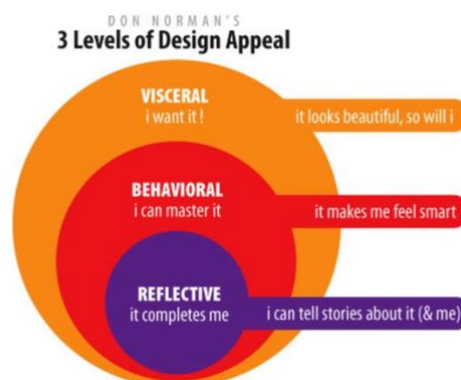 DON NORMAN'S
3 Levels of Design Appeal
VISCERAL
i want it !
it looks beautiful, so will i
BEHAVIORAL
i can master it
it makes me feel smart
REFLECTIVE
it completes me
i can tell stories about it (& me)